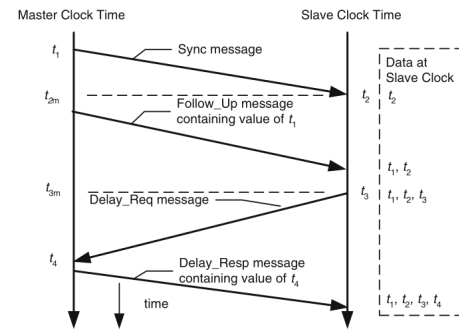 Master Clock Time
Slave Clock Time
t1
Sync message
Data at
Slave Clock
t2m
t2
t2
Follow_Up message
containing value of t1
t1, t2
t3m
t3
t1, t2, t3
Delay_Req message
t4
Delay_Resp message
containing value of t4
time
t1, t2, t3, t4